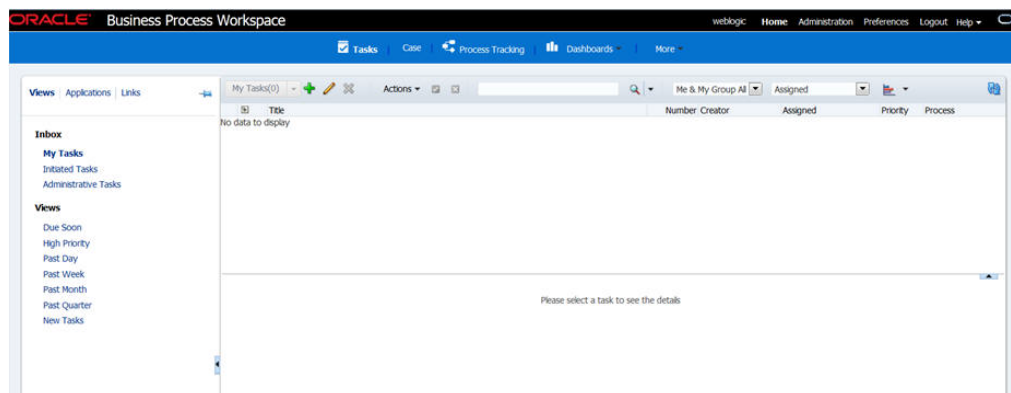 ORACLE Business Process Workspace weblogic Home Administration Preferences Logout Help
Tasks Case Process Tracking Dashboards More
Views Applications Links My Tasks(0) Actions Me & My Group All Assigned
Title Number Creator Assigned Priority Process
No data to display
Inbox
My Tasks
Initiated Tasks
Administrative Tasks
Views
Due Soon
High Priority
Past Day
Past Week
Past Month
Past Quarter
New Tasks
Please select a task to see the details